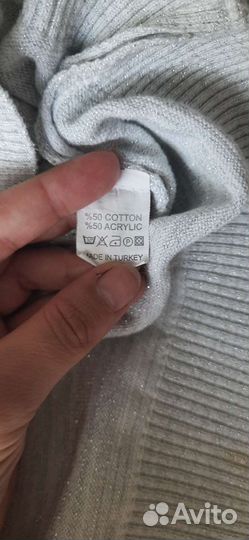 %50 COTTON
%50 ACRYLIC
MADE IN TURKEY
Avito